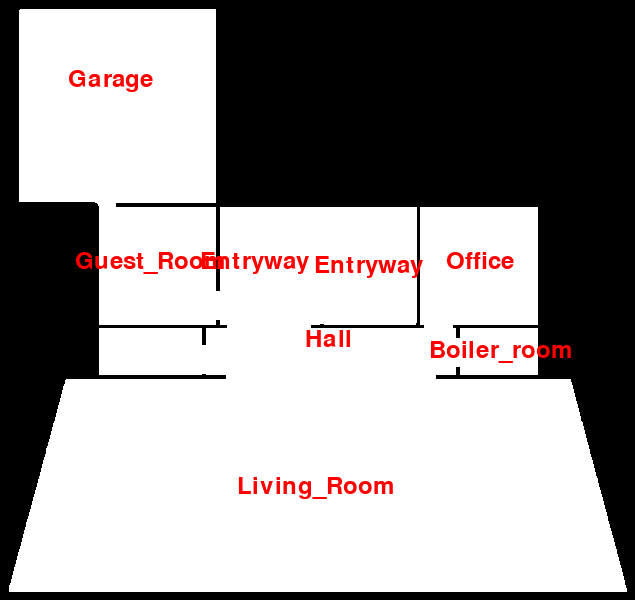 Garage
Guest_Room
Entryway
Entryway
Office
Hall
Boiler_room
Living_Room